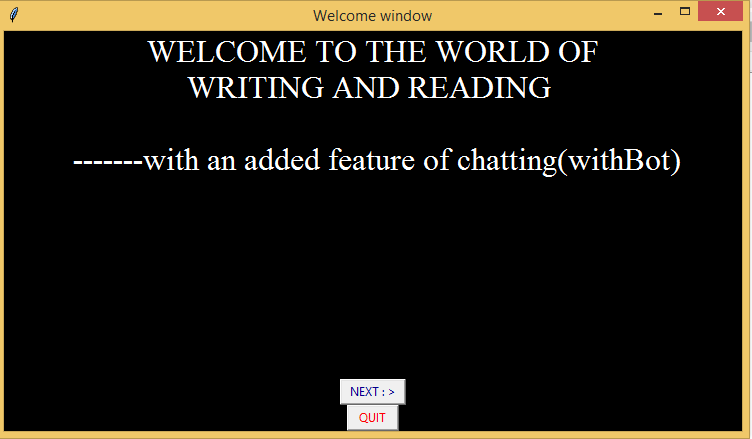 Welcome window
WELCOME TO THE WORLD OF
WRITING AND READING
-------with an added feature of chatting(withBot)
NEXT : >
QUIT